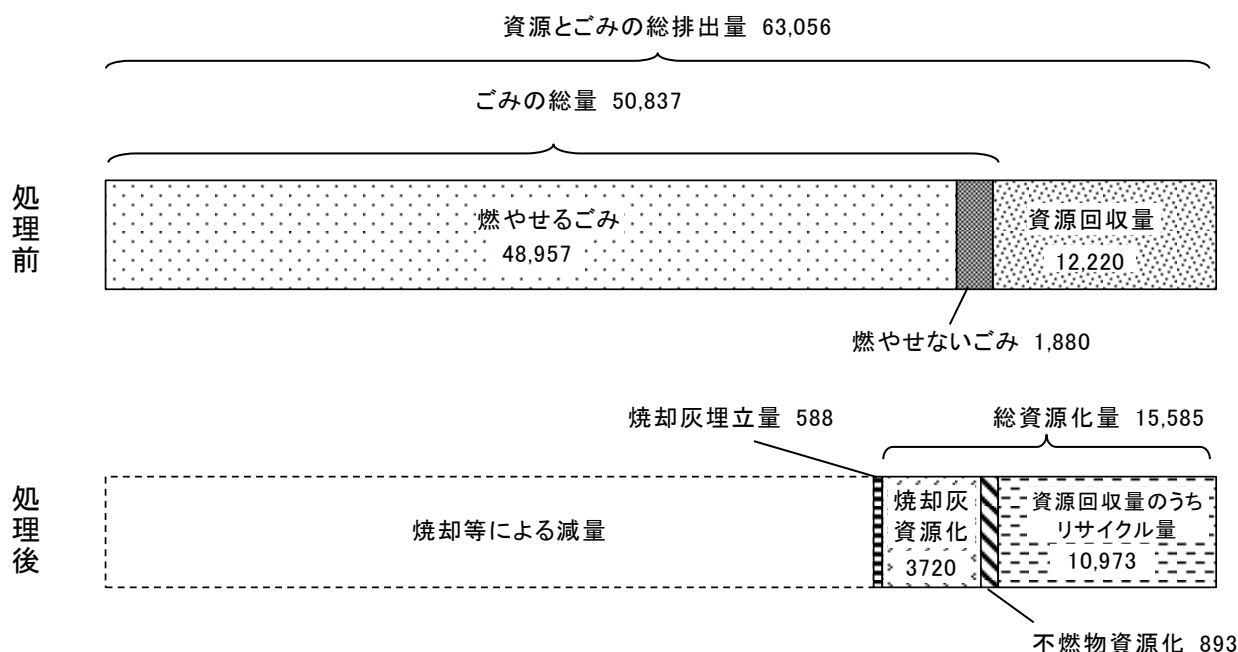 資源とごみの総排出量 63,056
ごみの総量 50,837
処理前
燃やせるごみ
48,957
資源回収量
12,220
燃やせないごみ 1,880
焼却灰埋立量 588
総資源化量 15,585
処理後
焼却等による減量
焼却灰
資源化
3720
資源回収量のうち
リサイクル量
10,973
不燃物資源化 893